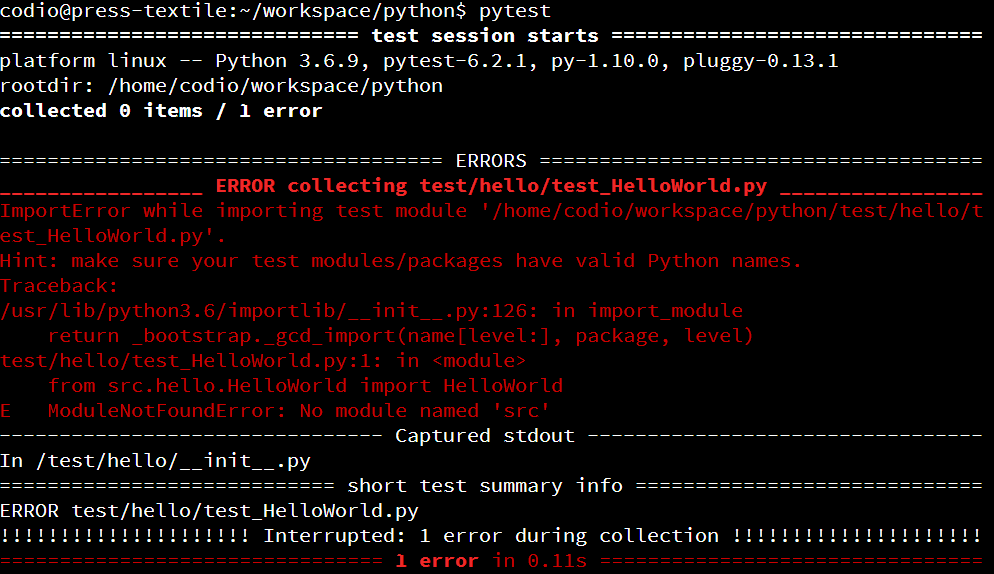 codio@press-textile:~/workspace/python$ pytest
============================== test session starts ===============================
platform linux -- Python 3.6.9, pytest-6.2.1, py-1.10.0, pluggy-0.13.1
rootdir: /home/codio/workspace/python
collected 0 items / 1 error
===================================== ERRORS =====================================
_________________ ERROR collecting test/hello/test_HelloWorld.py _________________
ImportError while importing test module '/home/codio/workspace/python/test/hello/t
est_HelloWorld.py'.
Hint: make sure your test modules/packages have valid Python names.
Traceback:
/usr/lib/python3.6/importlib/__init__.py:126: in import_module
    return _bootstrap._gcd_import(name[level:], package, level)
test/hello/test_HelloWorld.py:1: in <module>
    from src.hello.HelloWorld import HelloWorld
E   ModuleNotFoundError: No module named 'src'
-------------------------------- Captured stdout ---------------------------------
In /test/hello/__init__.py
============================ short test summary info =============================
ERROR test/hello/test_HelloWorld.py
!!!!!!!!!!!!!!!!!!!!! Interrupted: 1 error during collection !!!!!!!!!!!!!!!!!!!!!
================================ 1 error in 0.11s ================================